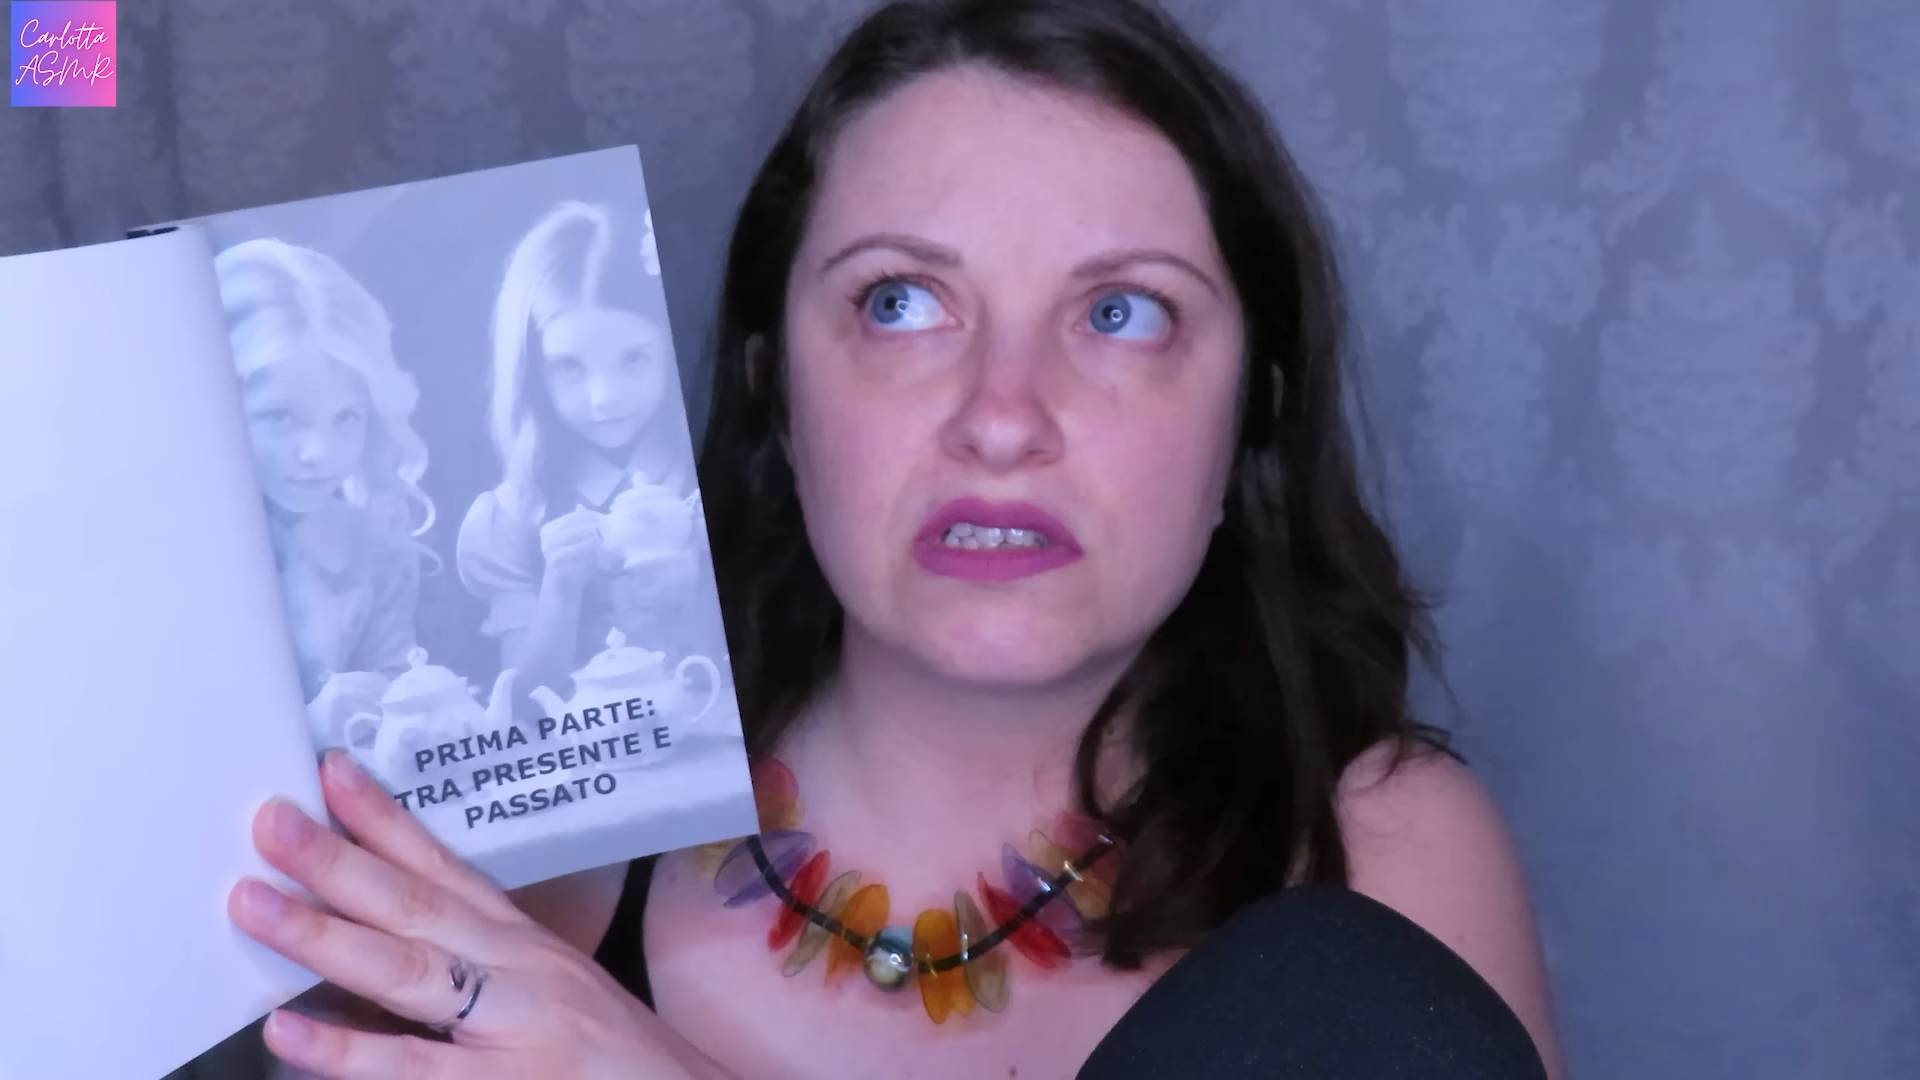 Carlotta
ASMR
PRIMA PARTE:
TRA PRESENTE E
PASSATO